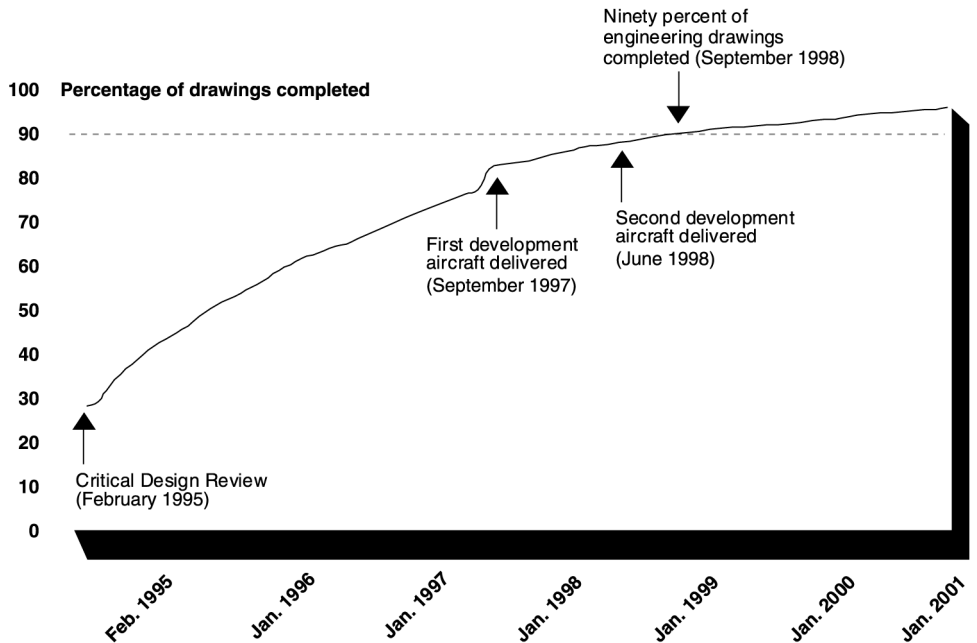 Ninety percent of
engineering drawings
completed (September 1998)
100 Percentage of drawings completed
90
80
70
Second development
aircraft delivered
(June 1998)
First development
aircraft delivered
(September 1997)
60
50
40
30
20
Critical Design Review
(February 1995)
10
0
Feb. 1995
Jan. 1996
Jan. 1997
Jan. 1998
Jan. 1999
Jan. 2000
Jan. 2001